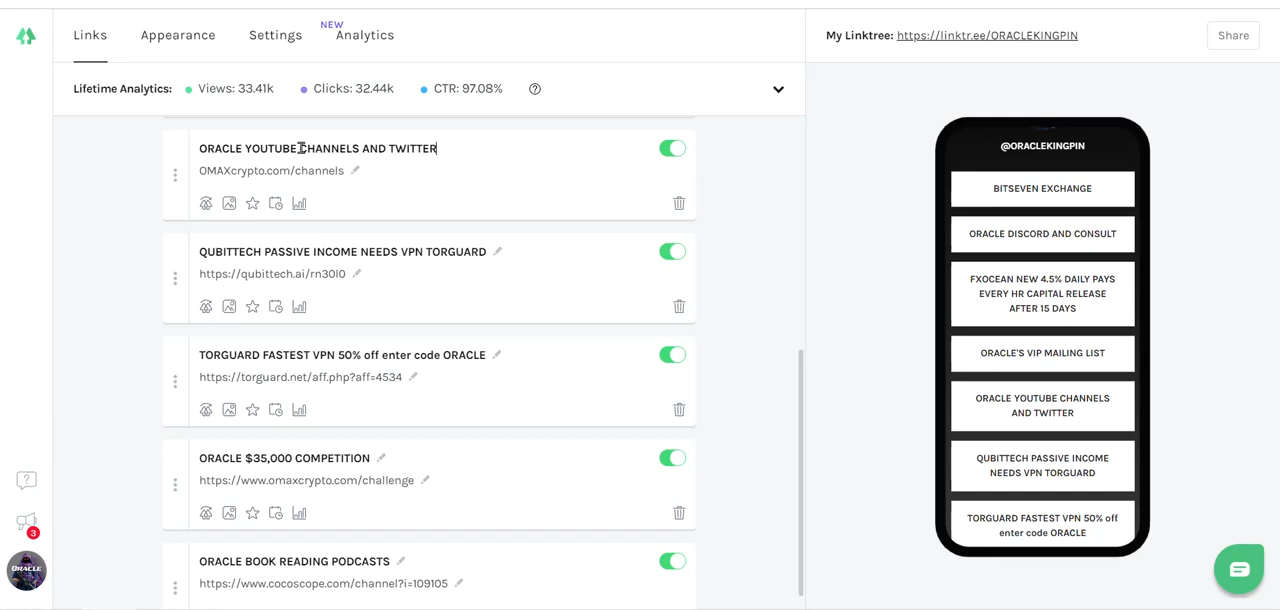 Links
Appearance
Settings
NEW
Analytics
My Linktree: https://linktr.ee/ORACLEKINGPIN
Share
Lifetime Analytics:
Views: 33.41k
Clicks: 32.44k
CTR: 97.08%
?
ORACLE YOUTUBE CHANNELS AND TWITTER
OMAXcrypto.com/channels
QUBITTECH PASSIVE INCOME NEEDS VPN TORGUARD
https://qubittech.ai/rn30l0
TORGUARD FASTEST VPN 50% off enter code ORACLE
https://torguard.net/aff.php?aff=4534
ORACLE $35,000 COMPETITION
https://www.omaxcrypto.com/challenge
ORACLE BOOK READING PODCASTS
https://www.cocoscope.com/channel?i=109105
?
3
ORACLE
@ORACLEKINGPIN
BITSEVEN EXCHANGE
ORACLE DISCORD AND CONSULT
FXOCEAN NEW 4.5% DAILY PAYS
EVERY HR CAPITAL RELEASE
AFTER 15 DAYS
ORACLE'S VIP MAILING LIST
ORACLE YOUTUBE CHANNELS
AND TWITTER
QUBITTECH PASSIVE INCOME
NEEDS VPN TORGUARD
TORGUARD FASTEST VPN 50% off
enter code ORACLE